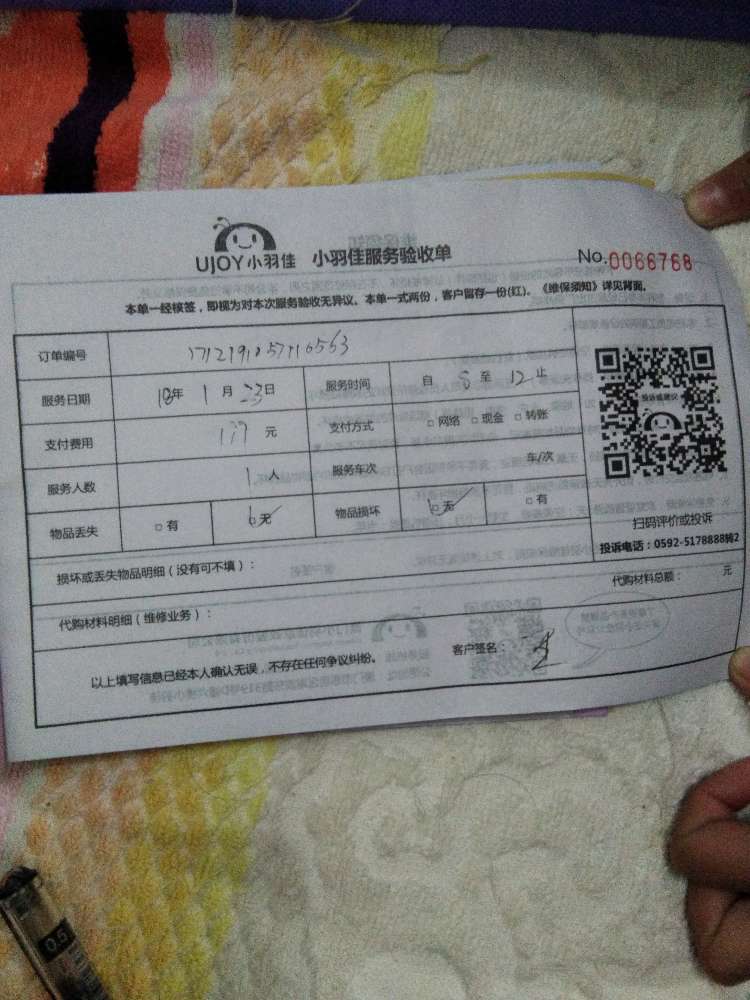 UJOY小羽佳 小羽佳服务验收单 No.0066768
本单一经核签,即视为对本次服务验收无异议。本单一式两份,客户留存一份(红)。《维保须知》详见背面。
订单编号
服务日期 18年 1月 23日 服务时间 自 8 至 12 止
支付费用 元 支付方式 □网络 □现金 □转账
服务人数 1人 服务车次 车/次
物品丢失 □有 □无 物品损坏 □无 □有
投诉或建议
扫码评价或投诉
投诉电话:0592-5178888转2
损坏或丢失物品明细(没有可不填):
代购材料明细(维修业务): 代购材料总额: 元
以上填写信息已经本人确认无误,不存在任何争议纠纷。 客户签名:
0.5